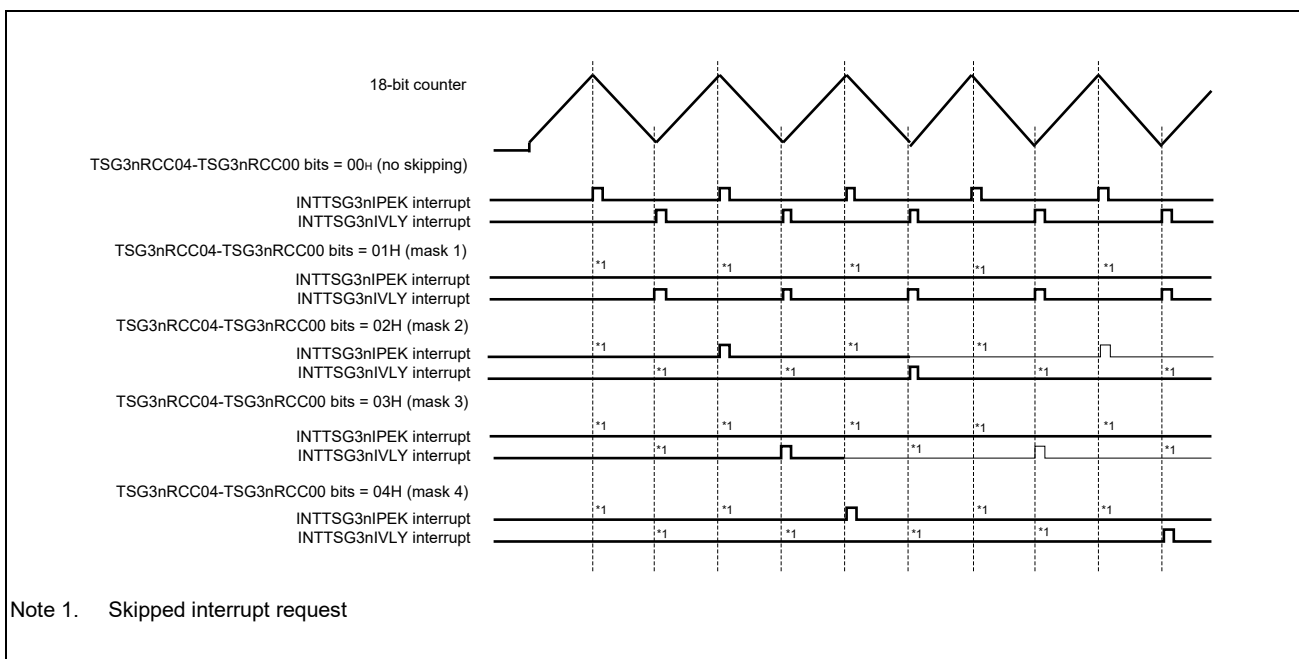 18-bit counter
TSG3nRCC04-TSG3nRCC00 bits = 00H (no skipping)
INTTSG3nIPEK interrupt
INTTSG3nIVLY interrupt
TSG3nRCC04-TSG3nRCC00 bits = 01H (mask 1)
*1 *1 *1 *1 *1
INTTSG3nIPEK interrupt
INTTSG3nIVLY interrupt
TSG3nRCC04-TSG3nRCC00 bits = 02H (mask 2)
INTTSG3nIPEK interrupt *1 *1 *1
INTTSG3nIVLY interrupt *1 *1 *1 *1
TSG3nRCC04-TSG3nRCC00 bits = 03H (mask 3)
*1 *1 *1 *1 *1
INTTSG3nIPEK interrupt
INTTSG3nIVLY interrupt *1 *1 *1
TSG3nRCC04-TSG3nRCC00 bits = 04H (mask 4)
INTTSG3nIPEK interrupt *1 *1 *1 *1
INTTSG3nIVLY interrupt *1 *1 *1 *1
Note 1. Skipped interrupt request